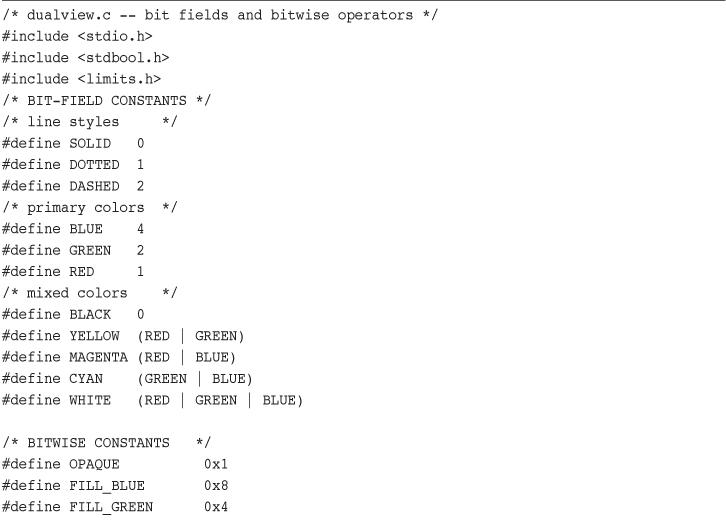 /* dualview.c -- bit fields and bitwise operators */
#include <stdio.h>
#include <stdbool.h>
#include <limits.h>
/* BIT-FIELD CONSTANTS */
/* line styles     */
#define SOLID   0
#define DOTTED  1
#define DASHED  2
/* primary colors  */
#define BLUE    4
#define GREEN   2
#define RED     1
/* mixed colors    */
#define BLACK   0
#define YELLOW  (RED | GREEN)
#define MAGENTA (RED | BLUE)
#define CYAN    (GREEN | BLUE)
#define WHITE   (RED | GREEN | BLUE)

/* BITWISE CONSTANTS   */
#define OPAQUE          0x1
#define FILL_BLUE       0x8
#define FILL_GREEN      0x4